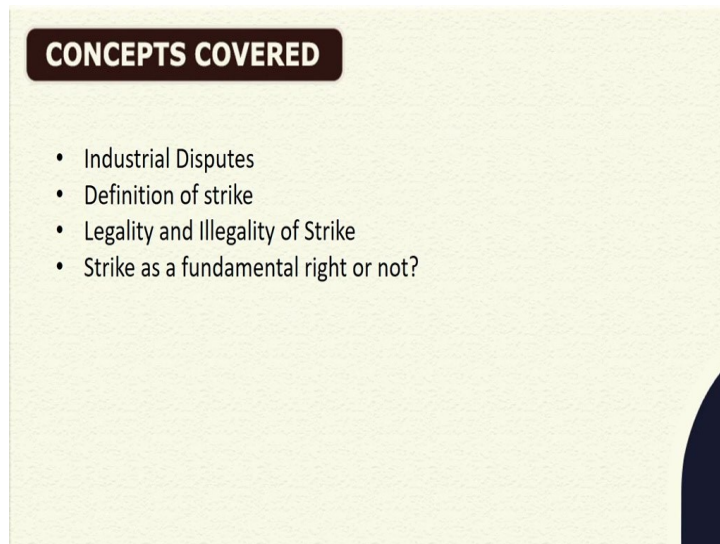 CONCEPTS COVERED
• Industrial Disputes
• Definition of strike
• Legality and Illegality of Strike
• Strike as a fundamental right or not?